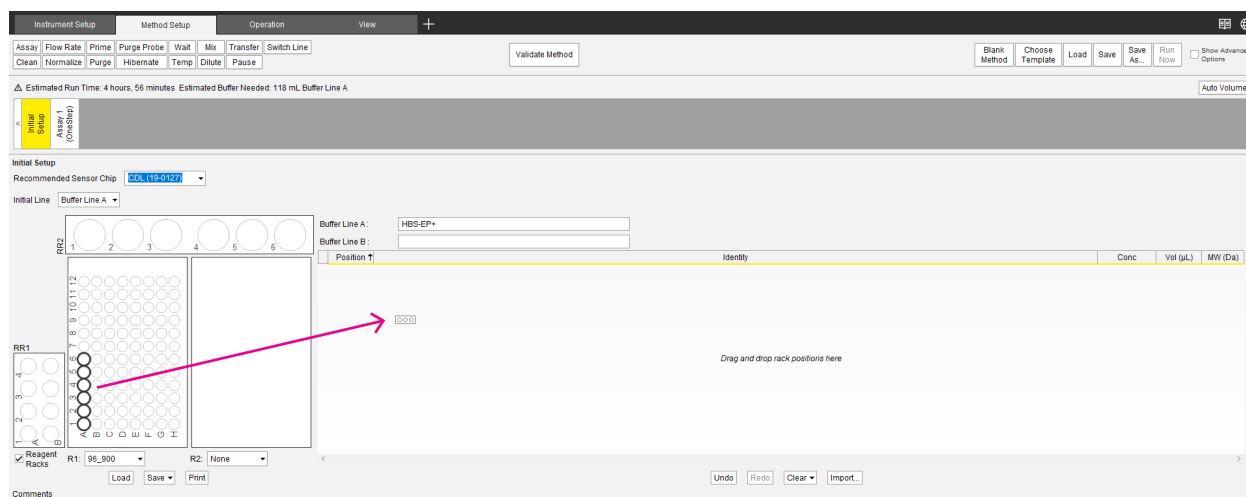 Instrument Setup Method Setup Operation View
Assay Flow Rate Prime Purge Probe Wait Mix Transfer Switch Line
Clean Normalize Purge Hibernate Temp Dilute Pause
Validate Method
Blank Method Choose Template Load Save Save As... Run Now Show Advance Options
Estimated Run Time: 4 hours, 56 minutes Estimated Buffer Needed: 118 mL Buffer Line A
Auto Volume
<
Initial Setup
Assay 1 (OneStep)
Initial Setup
Recommended Sensor Chip CDL (19-0127)
Initial Line Buffer Line A
Buffer Line A : HBS-EP+
Buffer Line B :
RR2
1 2 3 4 5 6
Position Identity Conc Vol (µL) MW (Da)
12
11
10
9
8
7
6
5
4
3
2
1
A B C D E F G H
RR1
4
3
2
1
A B
Drag and drop rack positions here
Reagent Racks R1: 96_900 R2: None
< >
Load Save Print
Undo Redo Clear Import...
Comments